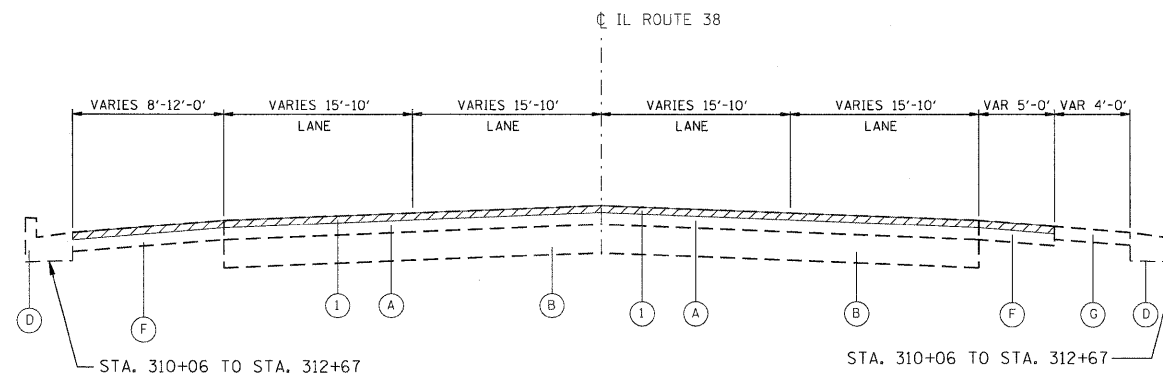 ℄ IL ROUTE 38
VARIES 8'-12'-0' VARIES 15'-10' VARIES 15'-10' VARIES 15'-10' VARIES 15'-10' VAR 5'-0' VAR 4'-0'
LANE LANE LANE LANE
D F 1 A B 1 A B F G D
STA. 310+06 TO STA. 312+67 STA. 310+06 TO STA. 312+67